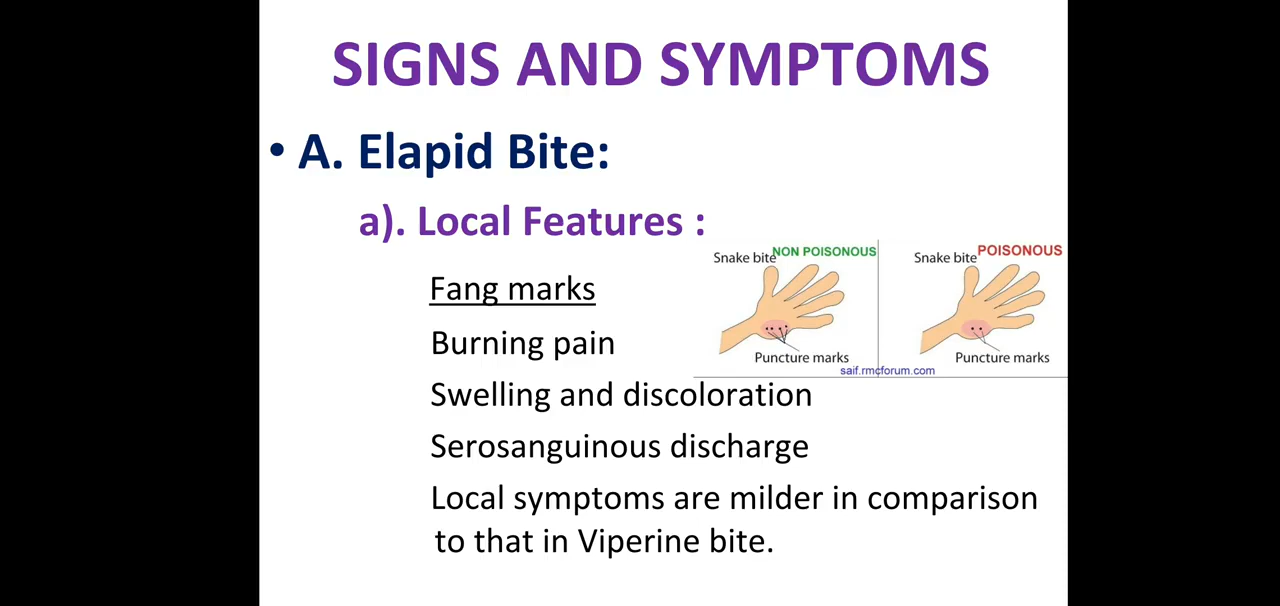 SIGNS AND SYMPTOMS
• A. Elapid Bite:
a). Local Features :
Snake bite NON POISONOUS
Puncture marks
Snake bite POISONOUS
Puncture marks
saif.rmcforum.com
Fang marks
Burning pain
Swelling and discoloration
Serosanguinous discharge
Local symptoms are milder in comparison
to that in Viperine bite.